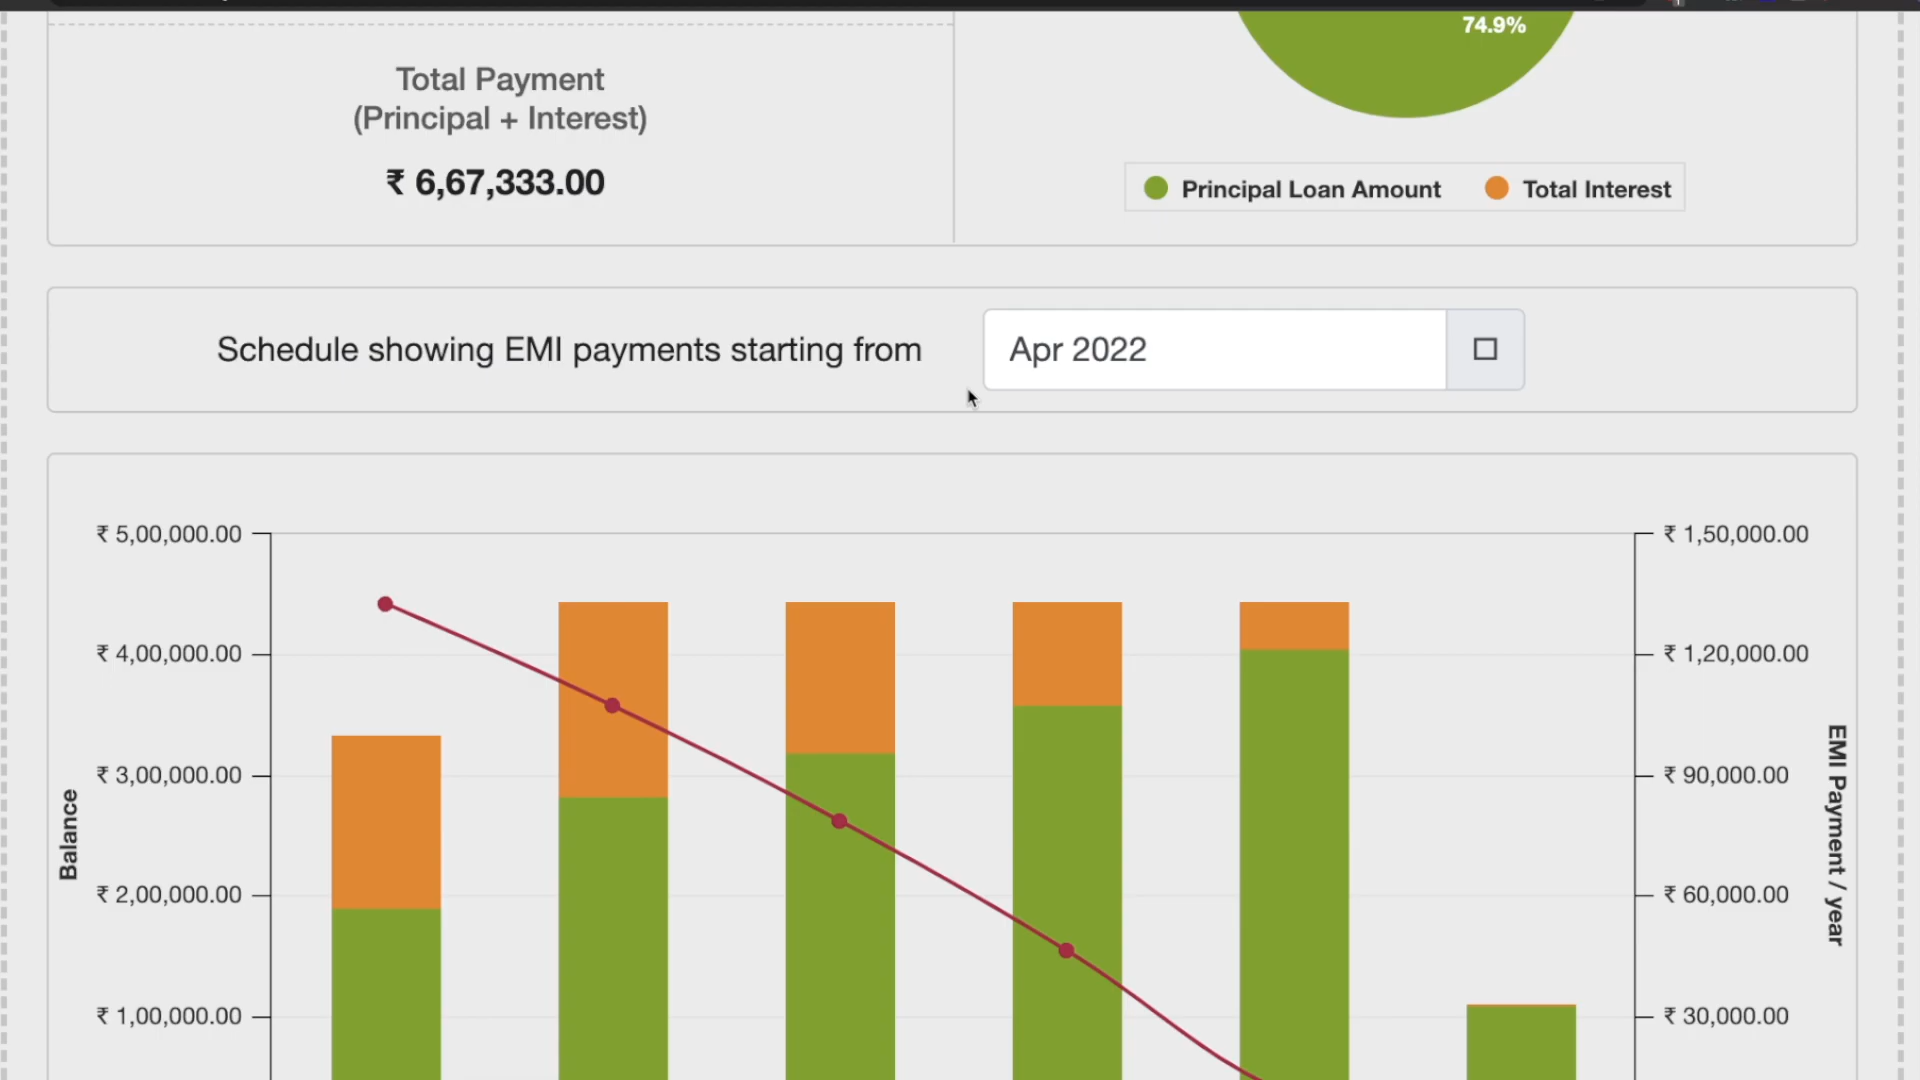 74.9%
Total Payment
(Principal + Interest)
₹ 6,67,333.00
Principal Loan Amount
Total Interest
Schedule showing EMI payments starting from
Apr 2022
₹ 5,00,000.00
₹ 4,00,000.00
₹ 3,00,000.00
₹ 2,00,000.00
₹ 1,00,000.00
Balance
₹ 1,50,000.00
₹ 1,20,000.00
₹ 90,000.00
₹ 60,000.00
₹ 30,000.00
EMI Payment / year